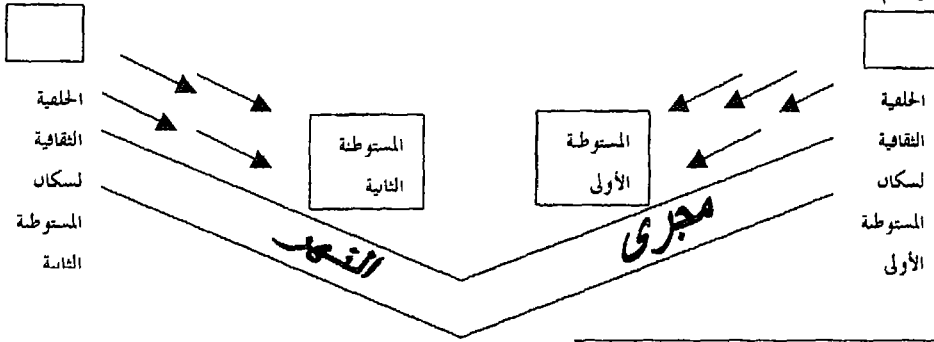 الخلفية
الثقافية
لسكان
المستوطنة
الأولى
المستوطنة
الأولى
مجرى
النهر
المستوطنة
الثانية
الخلفية
الثقافية
لسكان
المستوطنة
الثانية